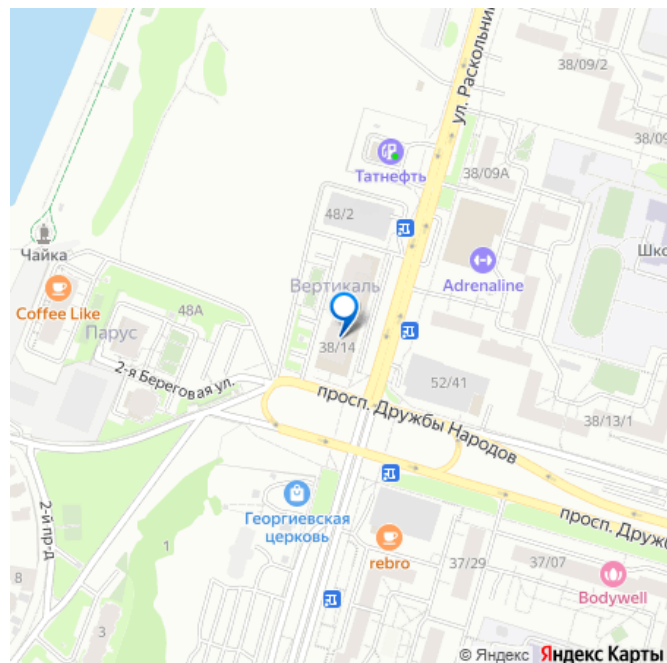 38/09/2
ул. Раскольни
38/09
Татнефть
38/09А
48/2
Шко
Чайка
Adrenaline
Вертикаль
Coffee Like
48А
Парус
38/14
2-я Береговая ул.
52/41
просп. Дружбы Народов
38/13/1
Георгиевская
церковь
просп. Друж
2-й пр-д
1
rebro
37/29
37/07
8
Bodywell
3
© Яндекс Яндекс Карты